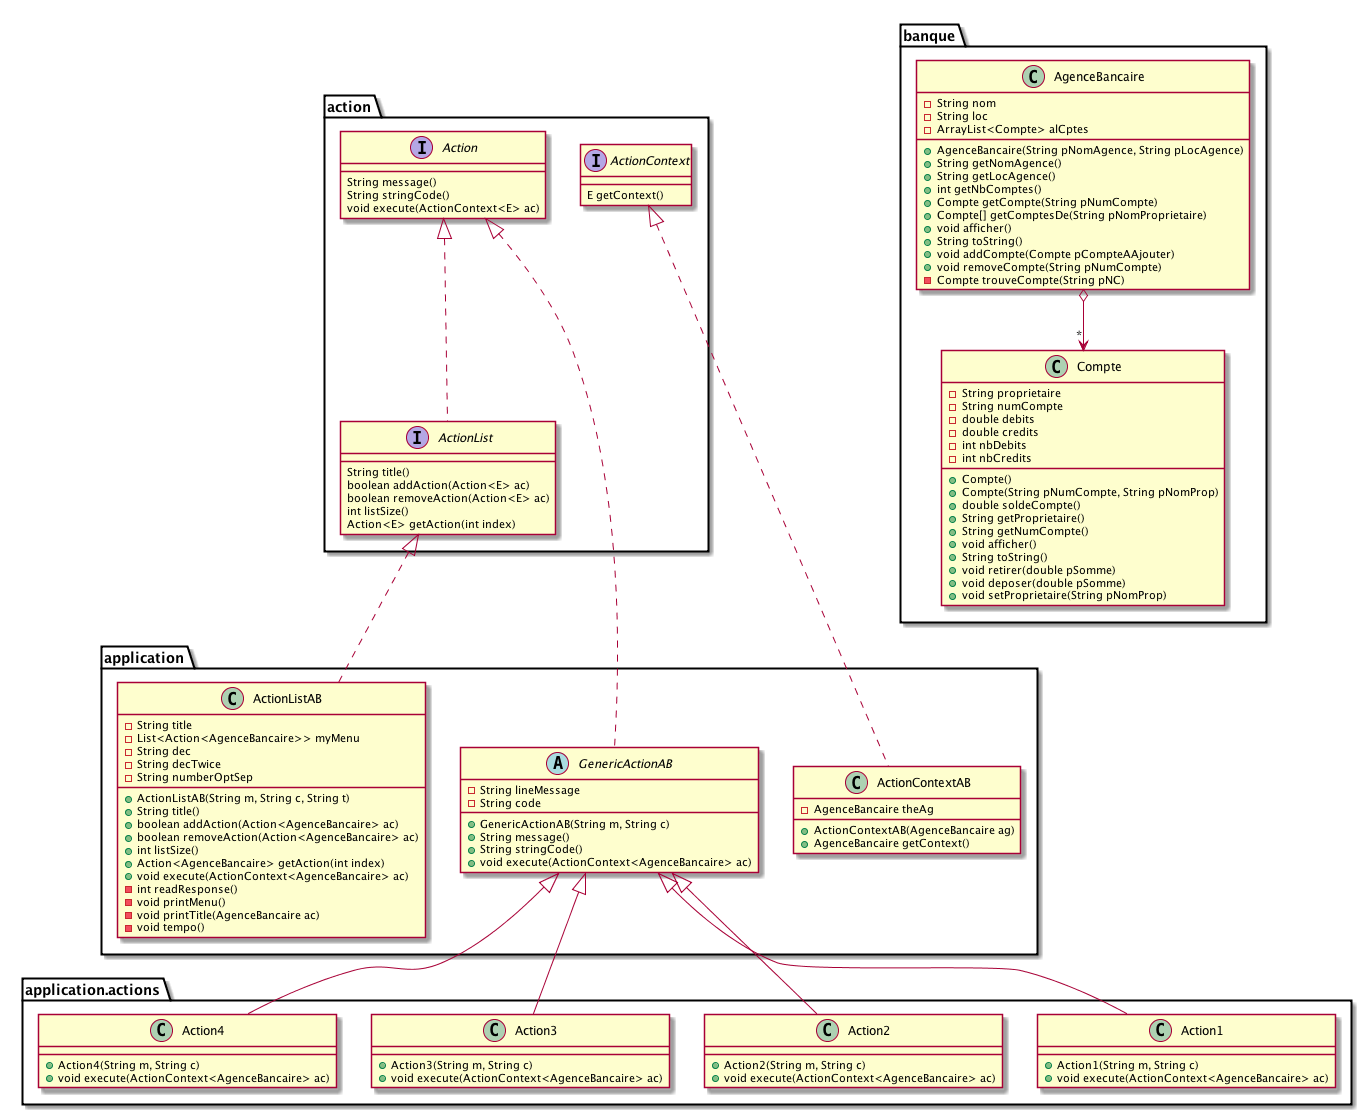 banque
C AgenceBancaire
String nom
String loc
ArrayList<Compte> alCptes
AgenceBancaire(String pNomAgence, String pLocAgence)
String getNomAgence()
String getLocAgence()
int getNbComptes()
Compte getCompte(String pNumCompte)
Compte[] getComptesDe(String pNomProprietaire)
void afficher()
String toString()
void addCompte(Compte pCompteAAjouter)
void removeCompte(String pNumCompte)
Compte trouveCompte(String pNC)
*
C Compte
String proprietaire
String numCompte
double debits
double credits
int nbDebits
int nbCredits
Compte()
Compte(String pNumCompte, String pNomProp)
double soldeCompte()
String getProprietaire()
String getNumCompte()
void afficher()
String toString()
void retirer(double pSomme)
void deposer(double pSomme)
void setProprietaire(String pNomProp)
action
I Action
String message()
String stringCode()
void execute(ActionContext<E> ac)
I ActionContext
E getContext()
I ActionList
String title()
boolean addAction(Action<E> ac)
boolean removeAction(Action<E> ac)
int listSize()
Action<E> getAction(int index)
application
C ActionListAB
String title
List<Action<AgenceBancaire>> myMenu
String dec
String decTwice
String numberOptSep
ActionListAB(String m, String c, String t)
String title()
boolean addAction(Action<AgenceBancaire> ac)
boolean removeAction(Action<AgenceBancaire> ac)
int listSize()
Action<AgenceBancaire> getAction(int index)
void execute(ActionContext<AgenceBancaire> ac)
int readResponse()
void printMenu()
void printTitle(AgenceBancaire ac)
void tempo()
A GenericActionAB
String lineMessage
String code
GenericActionAB(String m, String c)
String message()
String stringCode()
void execute(ActionContext<AgenceBancaire> ac)
C ActionContextAB
AgenceBancaire theAg
ActionContextAB(AgenceBancaire ag)
AgenceBancaire getContext()
application.actions
C Action4
Action4(String m, String c)
void execute(ActionContext<AgenceBancaire> ac)
C Action3
Action3(String m, String c)
void execute(ActionContext<AgenceBancaire> ac)
C Action2
Action2(String m, String c)
void execute(ActionContext<AgenceBancaire> ac)
C Action1
Action1(String m, String c)
void execute(ActionContext<AgenceBancaire> ac)